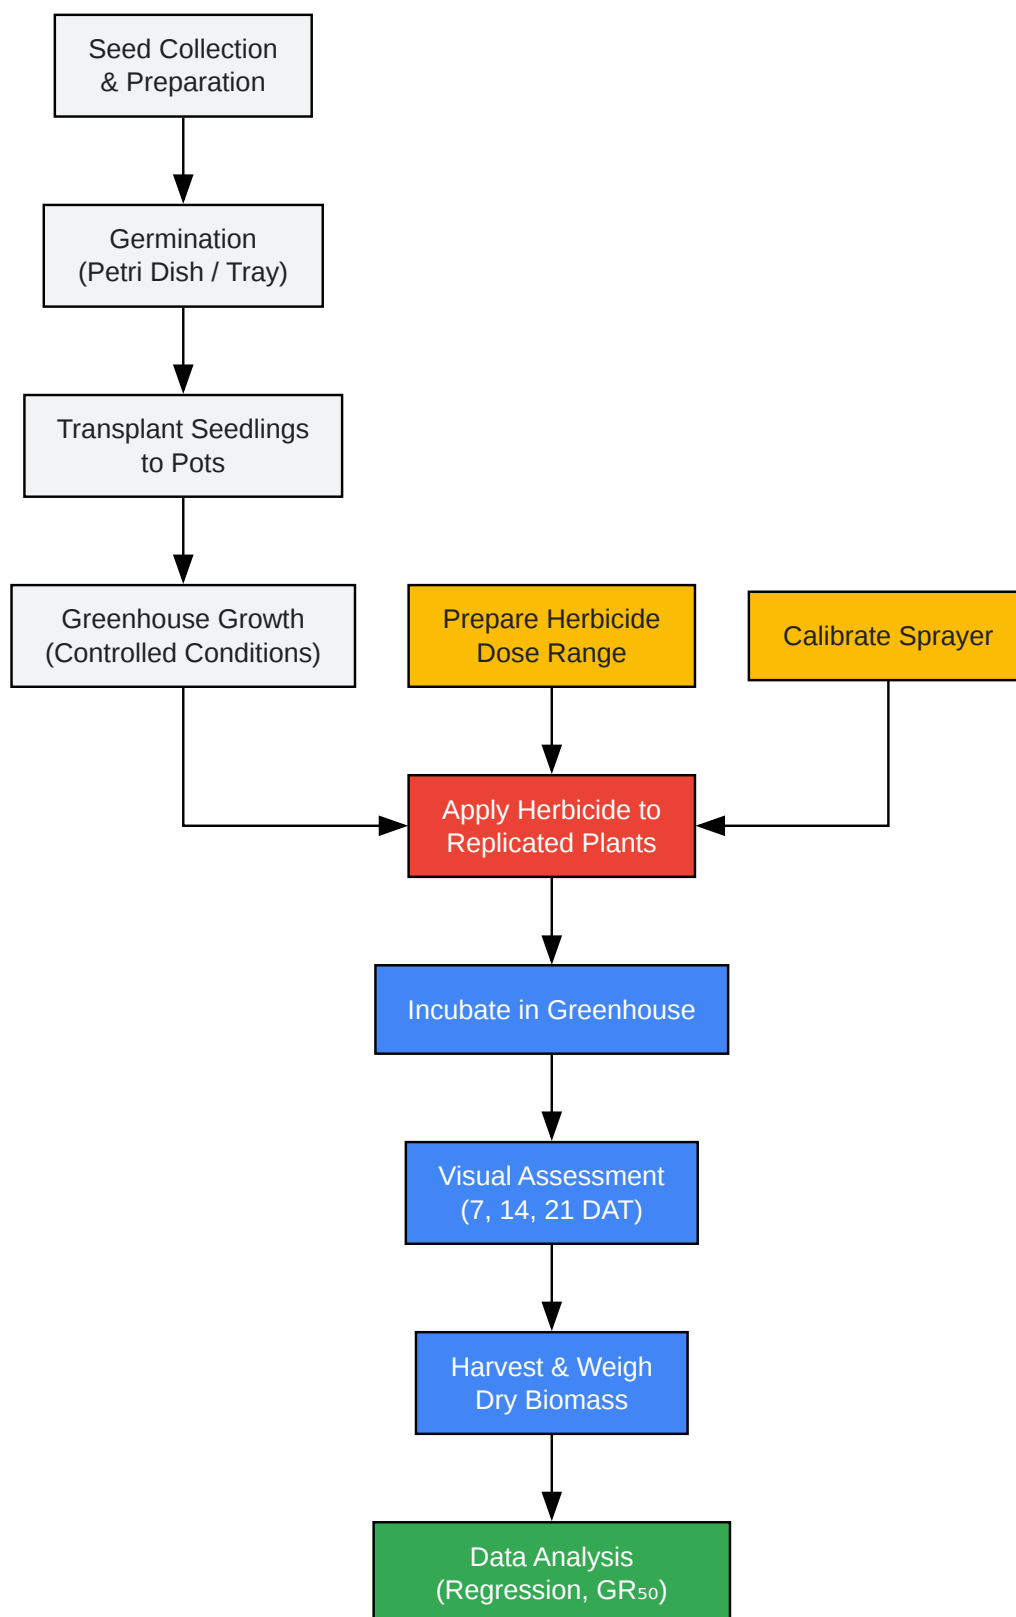 Seed Collection
& Preparation
Germination
(Petri Dish / Tray)
Transplant Seedlings
to Pots
Greenhouse Growth
(Controlled Conditions)
Prepare Herbicide
Dose Range
Calibrate Sprayer
Apply Herbicide to
Replicated Plants
Incubate in Greenhouse
Visual Assessment
(7, 14, 21 DAT)
Harvest & Weigh
Dry Biomass
Data Analysis
(Regression, GR₅₀)